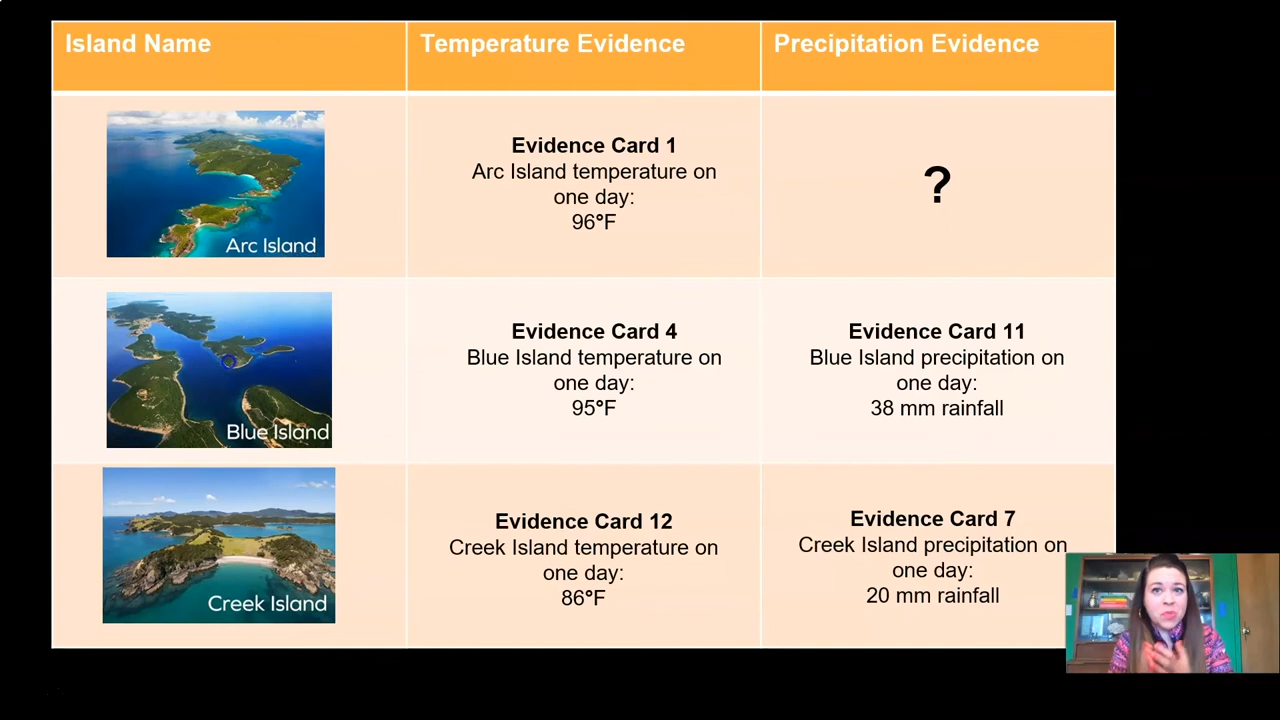 Island Name
Temperature Evidence
Precipitation Evidence
Arc Island
Evidence Card 1
Arc Island temperature on
one day:
96°F
?
Blue Island
Evidence Card 4
Blue Island temperature on
one day:
95°F
Evidence Card 11
Blue Island precipitation on
one day:
38 mm rainfall
Creek Island
Evidence Card 12
Creek Island temperature on
one day:
86°F
Evidence Card 7
Creek Island precipitation on
one day:
20 mm rainfall